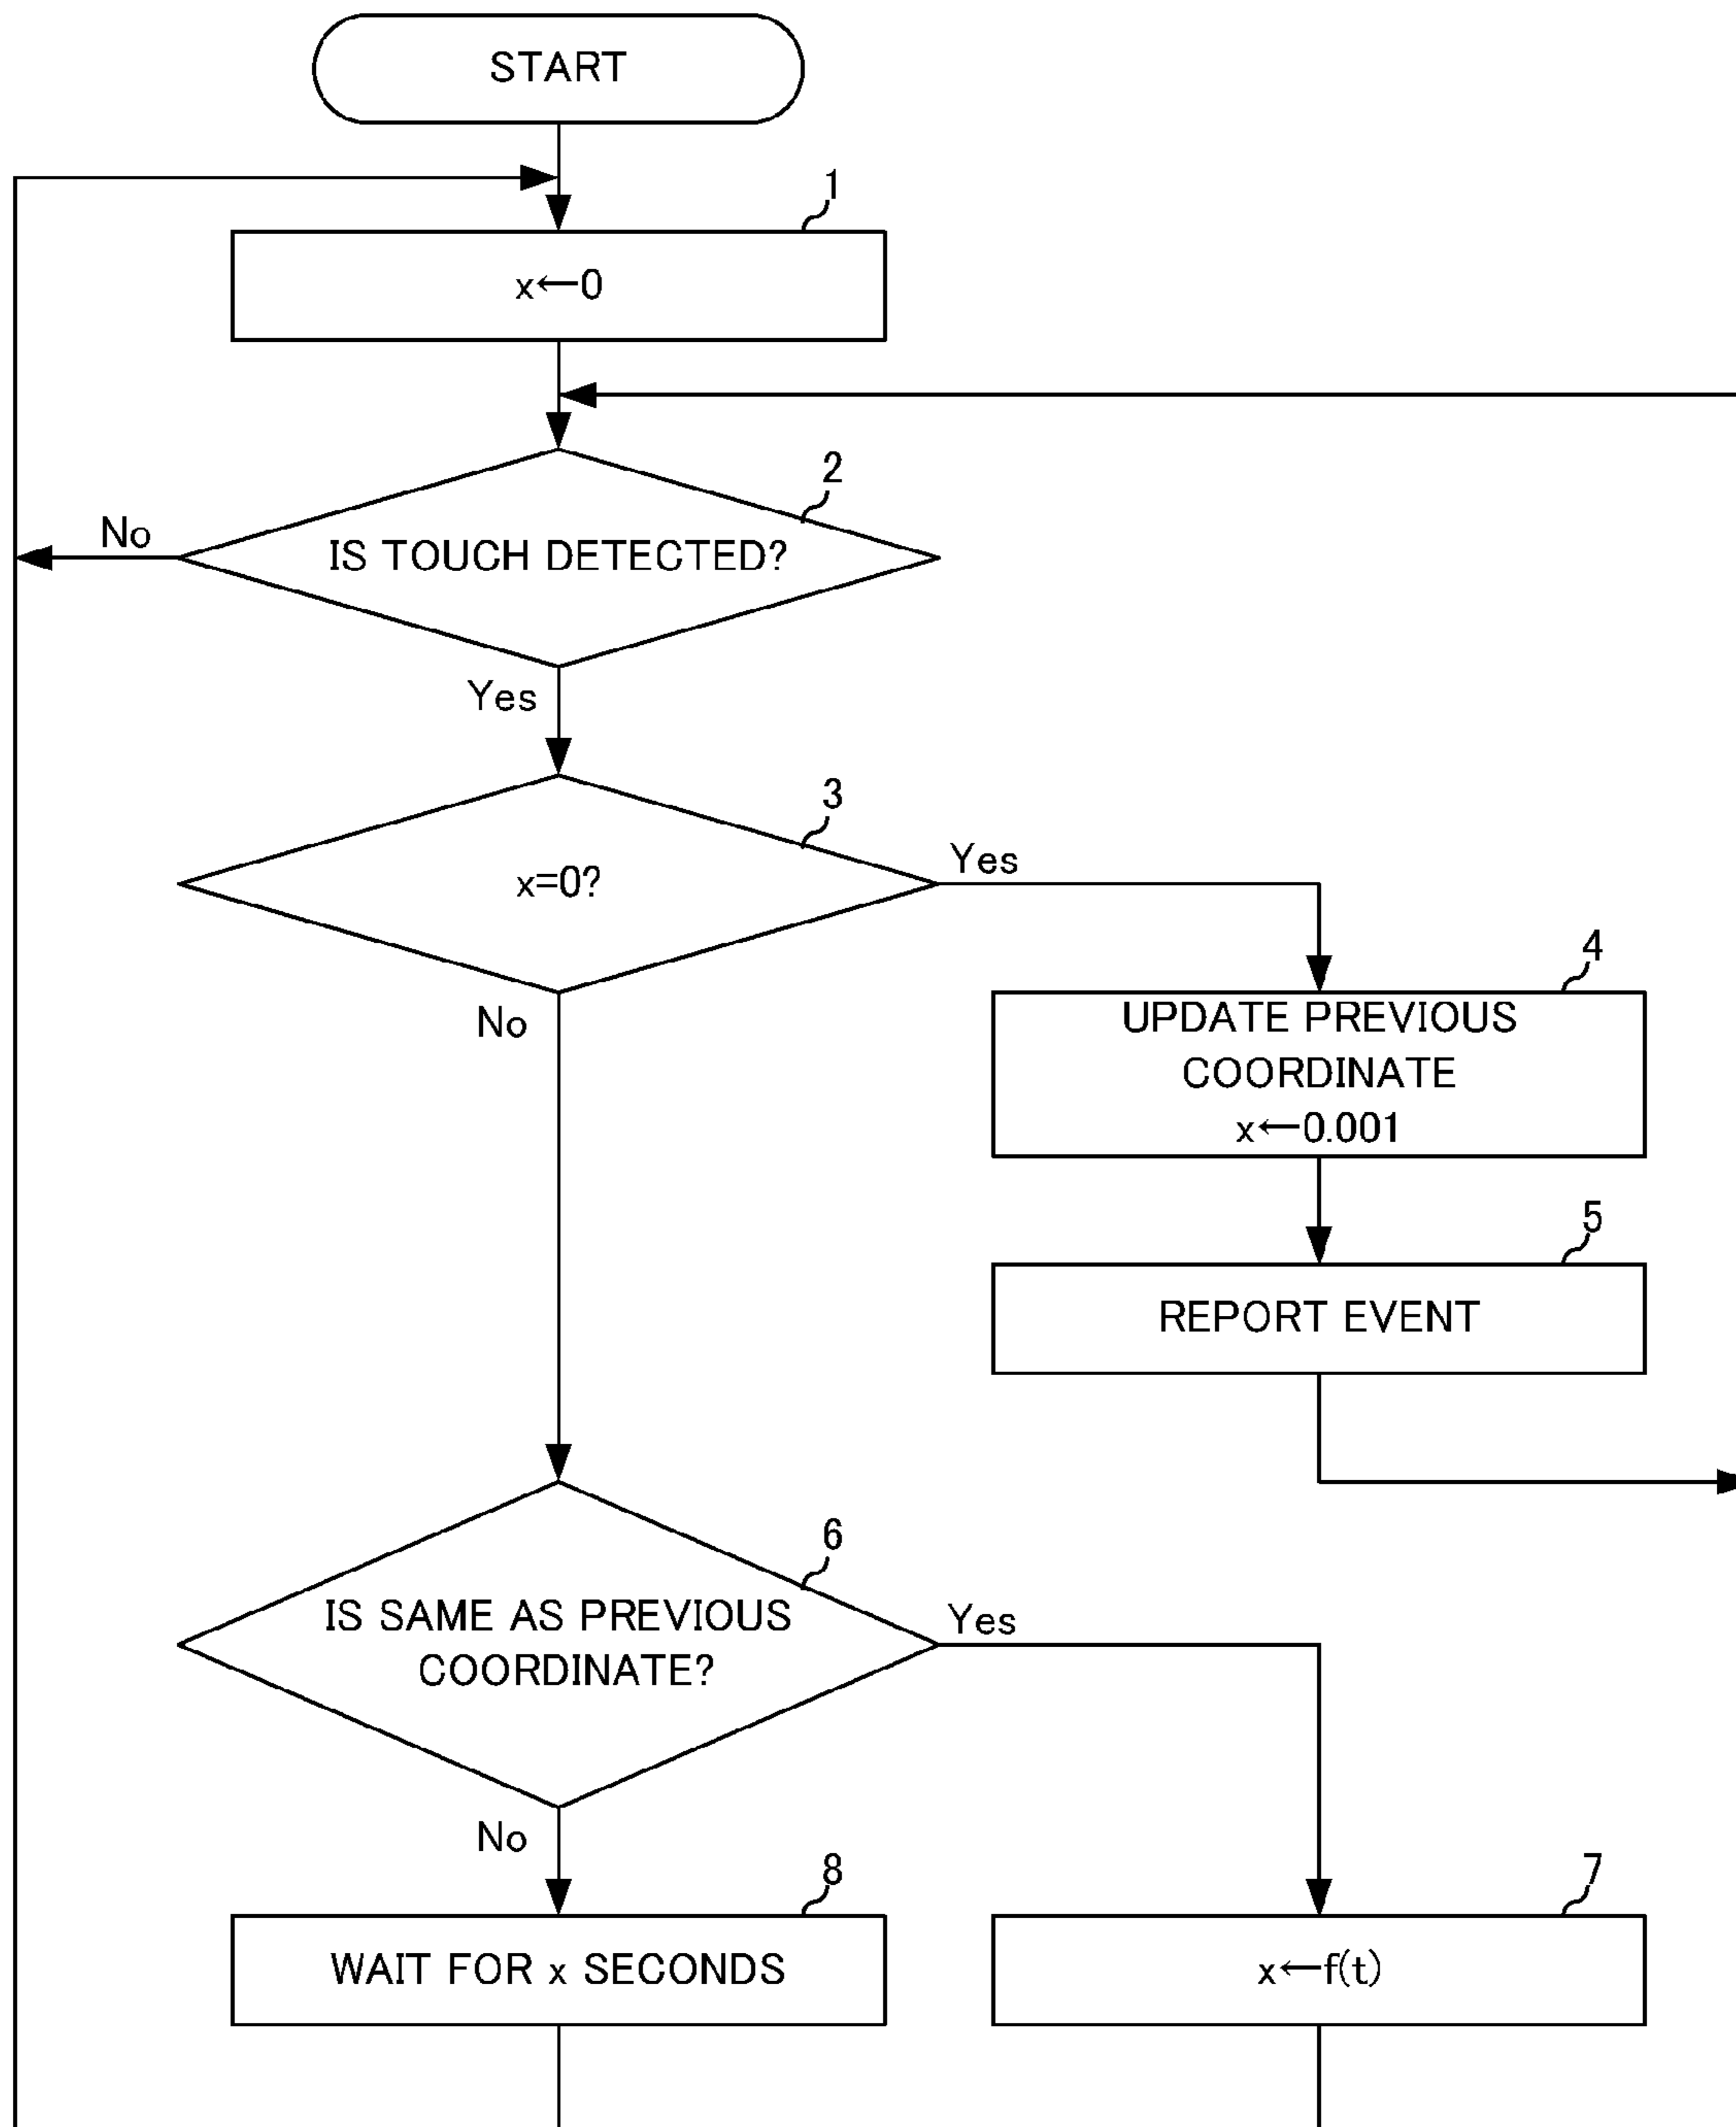 START
1
x←0
2
No
IS TOUCH DETECTED?
Yes
3
x=0?
Yes
No
4
UPDATE PREVIOUS
COORDINATE
x←0.001
5
REPORT EVENT
6
IS SAME AS PREVIOUS
COORDINATE?
Yes
No
8
WAIT FOR x SECONDS
7
x←f(t)